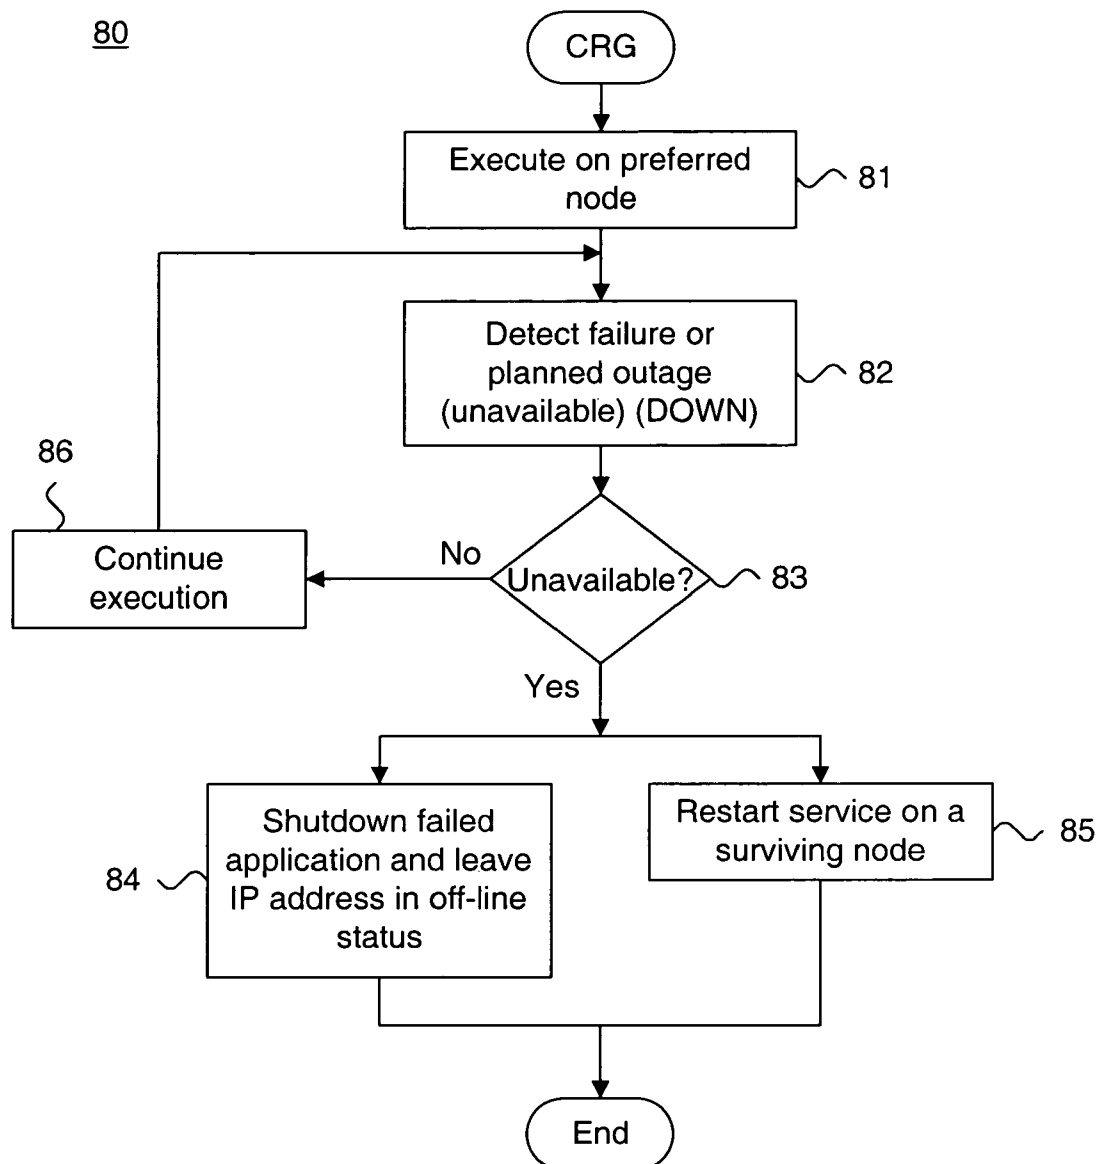 80
CRG
Execute on preferred
node
81
Detect failure or
planned outage
(unavailable) (DOWN)
82
86
Continue
execution
No
Unavailable?
83
Yes
Shutdown failed
application and leave
IP address in off-line
status
84
Restart service on a
surviving node
85
End